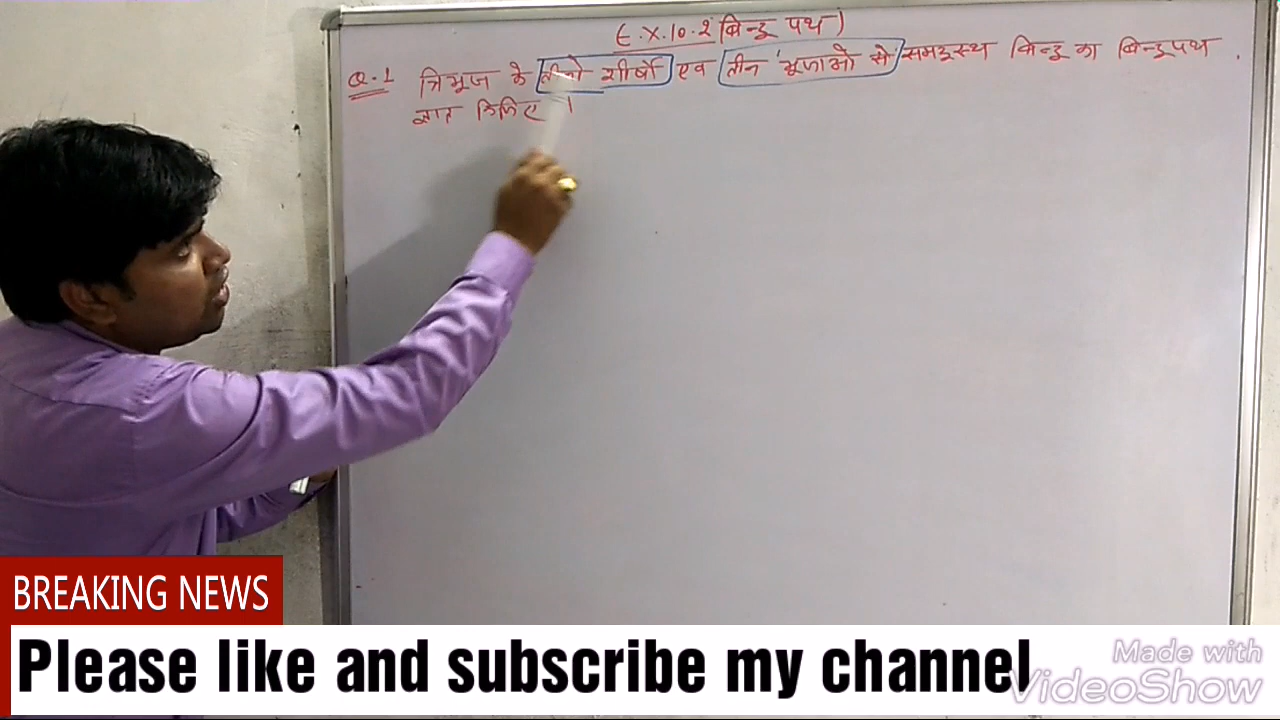 E.X.10.2 बिन्दू पथ)
Q.1 त्रिभूज के तीनो शीर्षो एव तीन भूजाओ से समदूरस्थ बिन्दू का बिन्दूपथ
ज्ञात किजिए ।
BREAKING NEWS
Please like and subscribe my channel
Made with
VideoShow